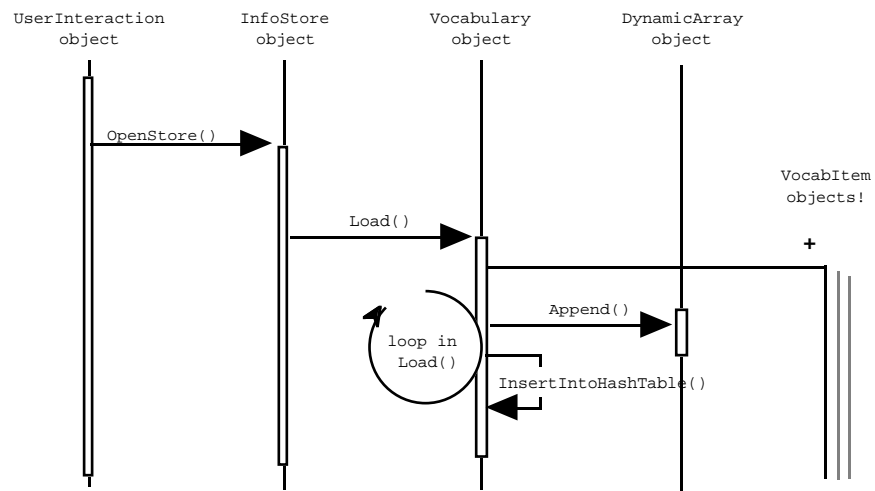 UserInteraction object
InfoStore object
Vocabulary object
DynamicArray object
OpenStore()
VocabItem
objects!
Load()
+
Append()
loop in
Load()
InsertIntoHashTable()